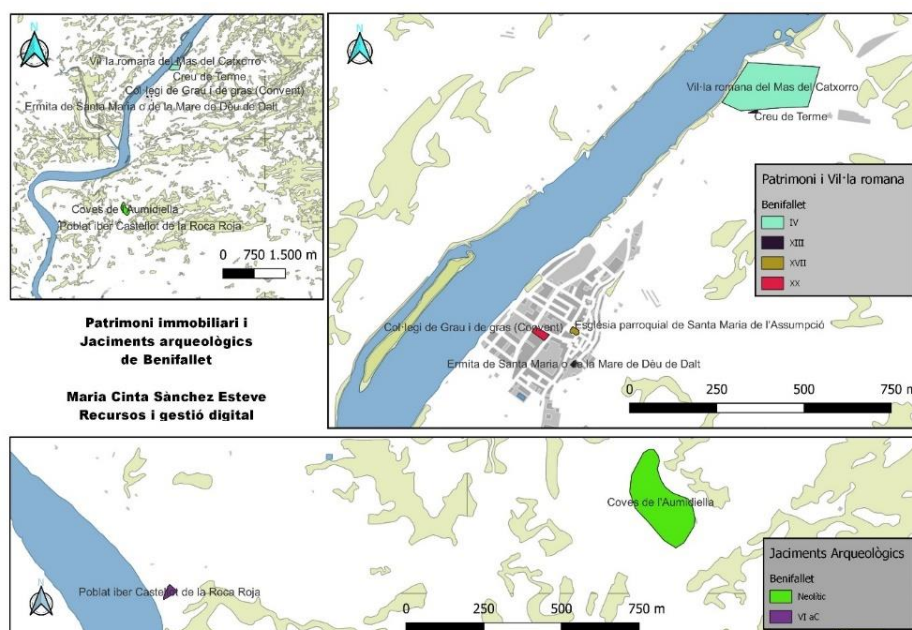 N
Vil·la romana del Mas del Catxorro
Creu de Terme
Col·legi de Grau i de gras (Convent)
Ermita de Santa Maria o de la Mare de Dèu de Dalt
Coves de l'Aumidiella
Poblat iber Castellot de la Roca Roja
0 750 1.500 m
Patrimoni immobiliari i
Jaciments arqueològics
de Benifallet
Maria Cinta Sànchez Esteve
Recursos i gestió digital
N
Vil·la romana del Mas del Catxorro
Creu de Terme
Patrimoni i Vil·la romana
Benifallet
IV
XIII
XVII
XX
Col·legi de Grau i de gras (Convent)
Església parroquial de Santa Maria de l'Assumpció
Ermita de Santa Maria o de la Mare de Dèu de Dalt
0 250 500 750 m
Coves de l'Aumidiella
Poblat iber Castellot de la Roca Roja
N
0 250 500 750 m
Jaciments Arqueològics
Benifallet
Neolític
VI aC